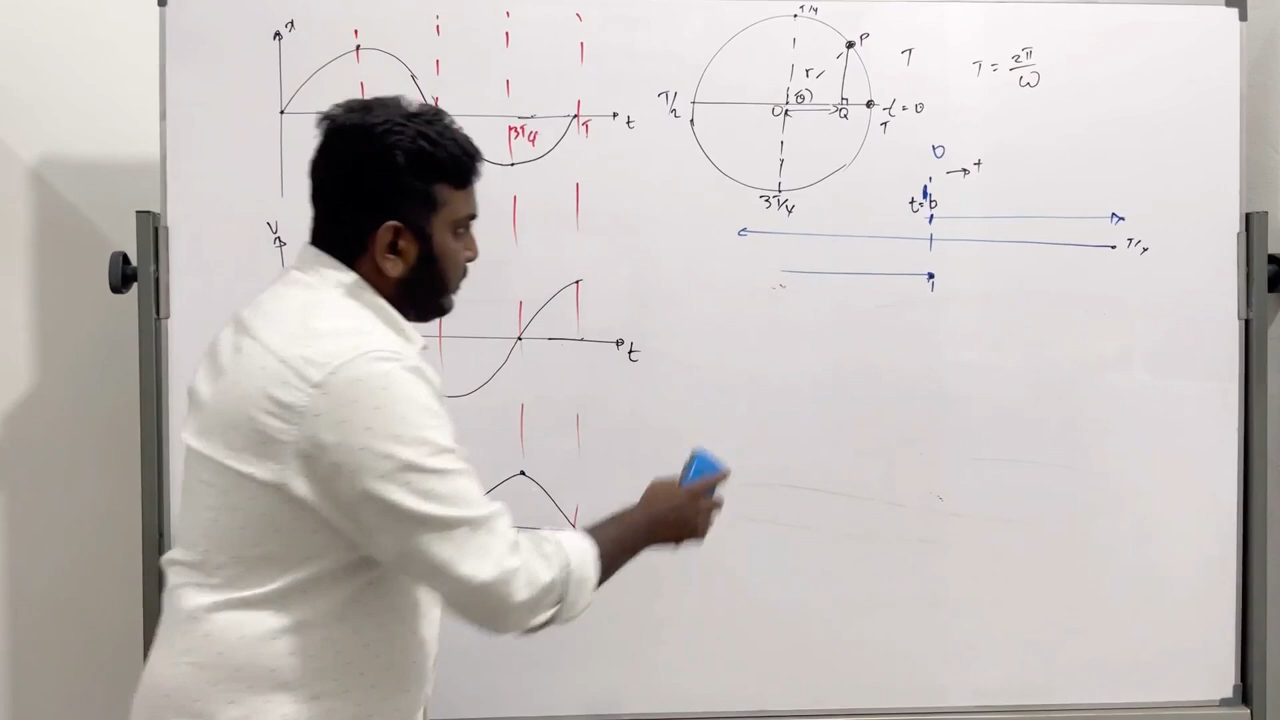 x
t
3T/4
T
V
t
T/4
P
r
θ
O
Q
T/2
t = 0
T
3T/4
T
T = 2π/ω
O
→ +
t=0
T/4